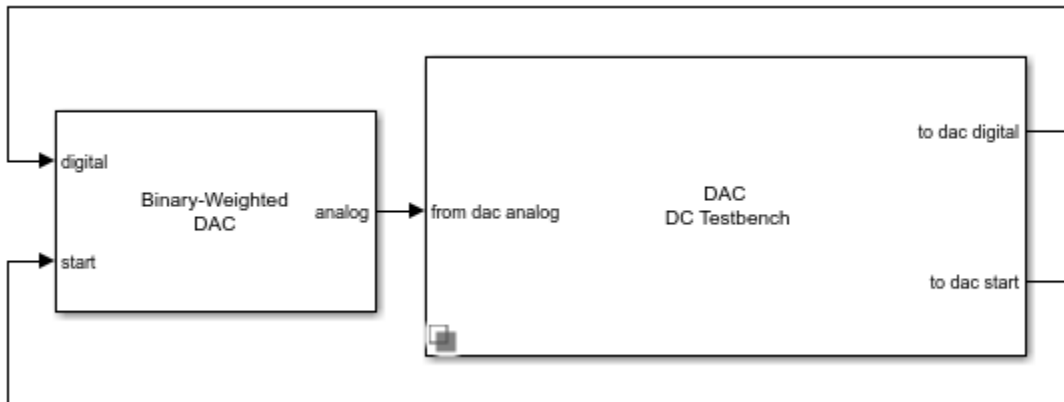 digital
start
Binary-Weighted
DAC
analog
from dac analog
DAC
DC Testbench
to dac digital
to dac start